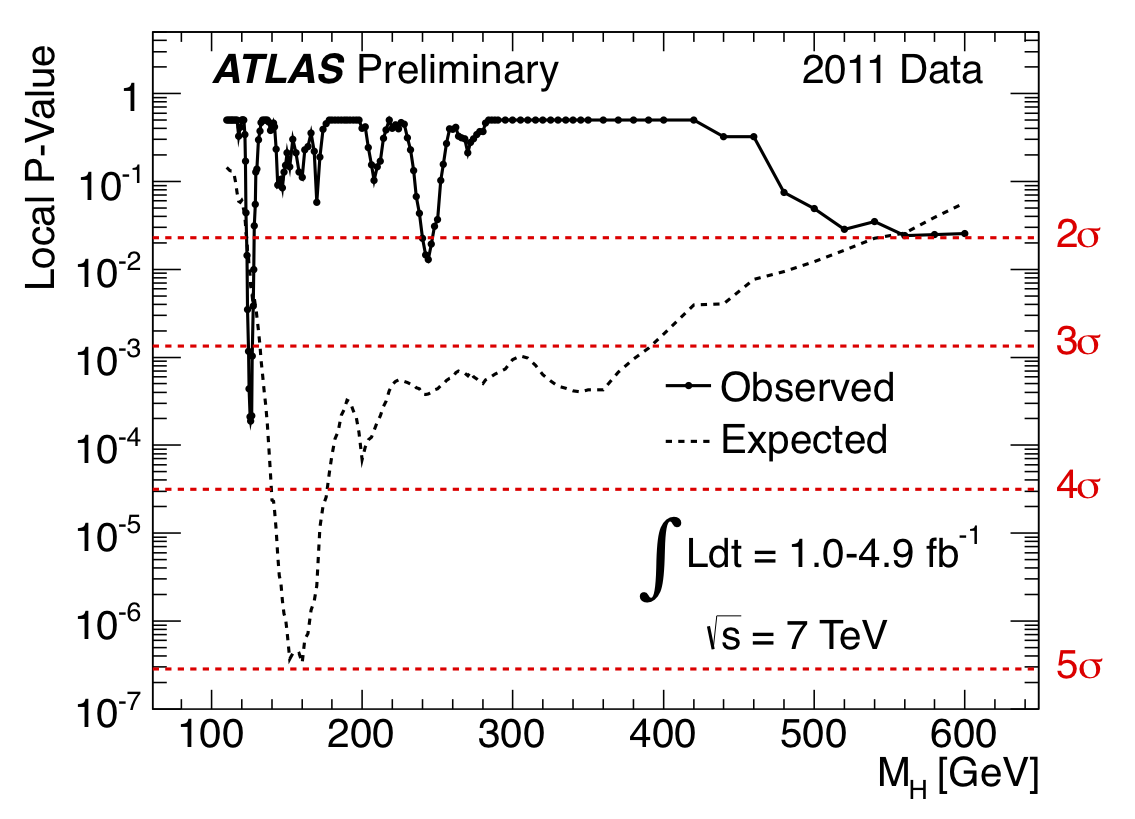 ATLAS Preliminary 2011 Data
Local P-Value
1
10⁻¹
10⁻²
10⁻³
10⁻⁴
10⁻⁵
10⁻⁶
10⁻⁷
2σ
3σ
4σ
5σ
Observed
Expected
∫ Ldt = 1.0-4.9 fb⁻¹
√s = 7 TeV
100 200 300 400 500 600
M_H [GeV]